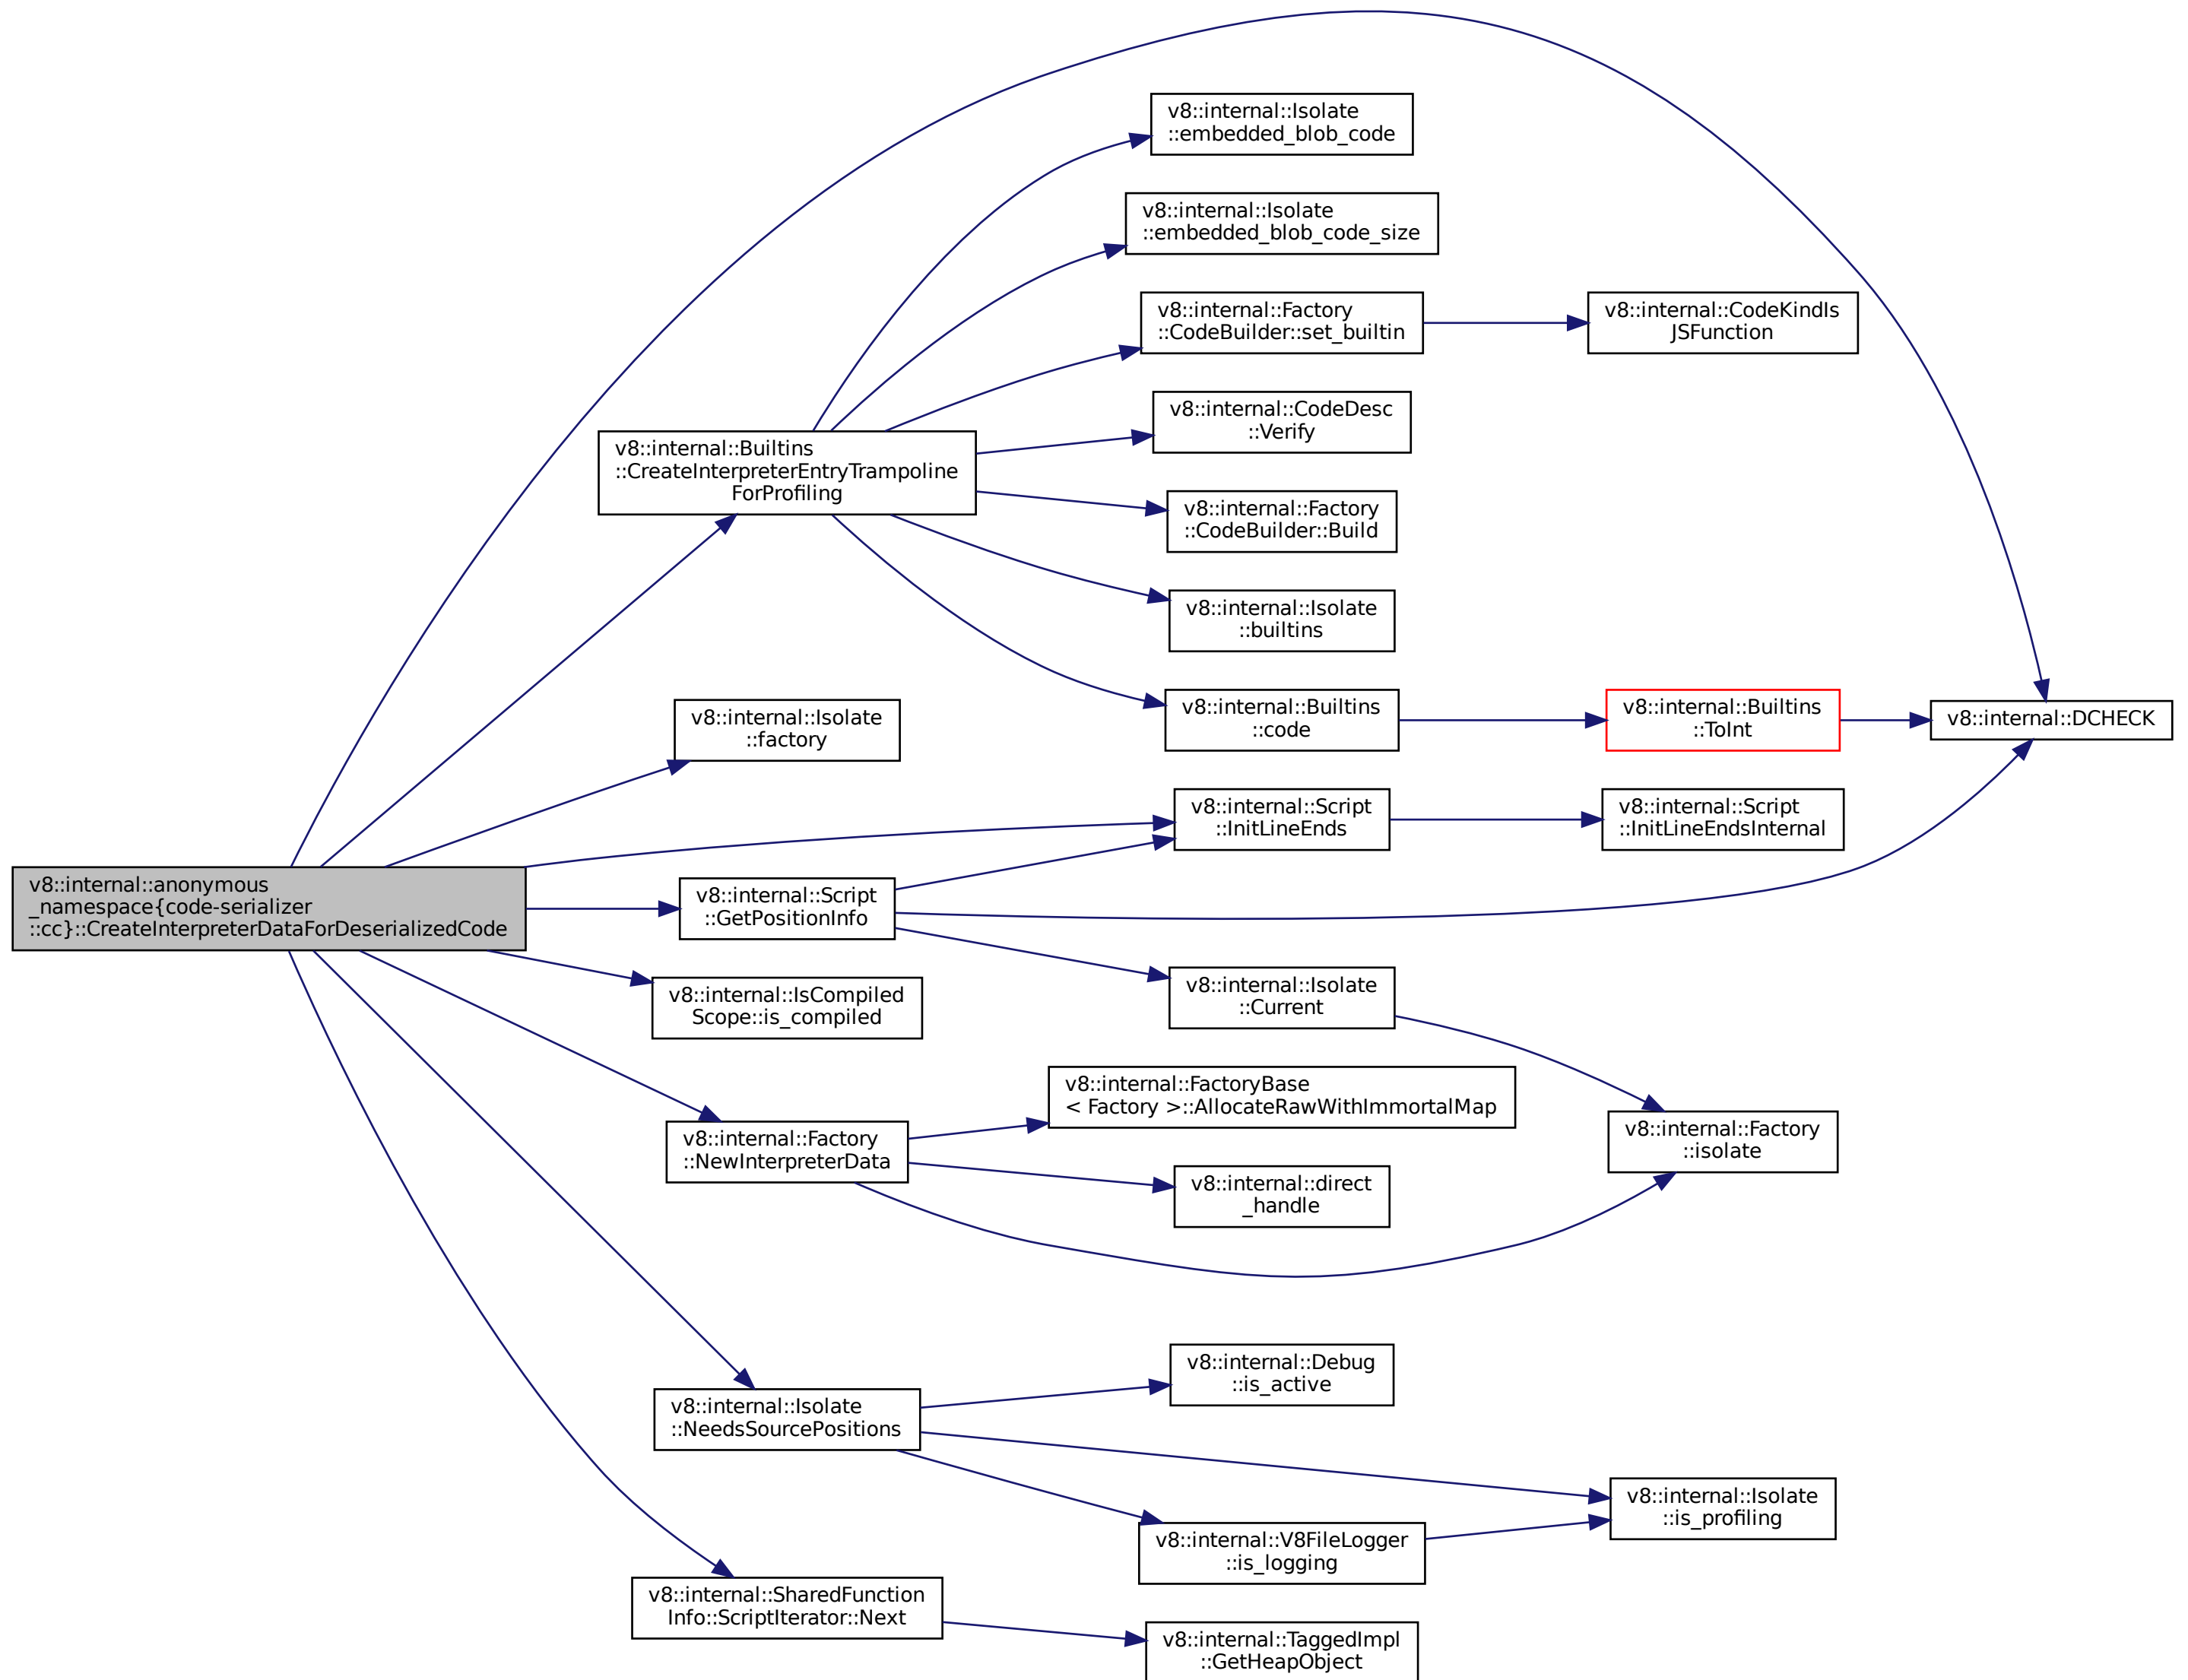 v8::internal::Isolate
::embedded_blob_code
v8::internal::Isolate
::embedded_blob_code_size
v8::internal::Factory
::CodeBuilder::set_builtin
v8::internal::CodeKindIs
JSFunction
v8::internal::CodeDesc
::Verify
v8::internal::Builtins
::CreateInterpreterEntryTrampoline
ForProfiling
v8::internal::Factory
::CodeBuilder::Build
v8::internal::Isolate
::builtins
v8::internal::Isolate
::factory
v8::internal::Builtins
::code
v8::internal::Builtins
::ToInt
v8::internal::DCHECK
v8::internal::Script
::InitLineEnds
v8::internal::Script
::InitLineEndsInternal
v8::internal::anonymous
_namespace{code-serializer
::cc}::CreateInterpreterDataForDeserializedCode
v8::internal::Script
::GetPositionInfo
v8::internal::Isolate
::Current
v8::internal::IsCompiled
Scope::is_compiled
v8::internal::FactoryBase
< Factory >::AllocateRawWithImmortalMap
v8::internal::Factory
::isolate
v8::internal::Factory
::NewInterpreterData
v8::internal::direct
_handle
v8::internal::Debug
::is_active
v8::internal::Isolate
::NeedsSourcePositions
v8::internal::Isolate
::is_profiling
v8::internal::V8FileLogger
::is_logging
v8::internal::SharedFunction
Info::ScriptIterator::Next
v8::internal::TaggedImpl
::GetHeapObject